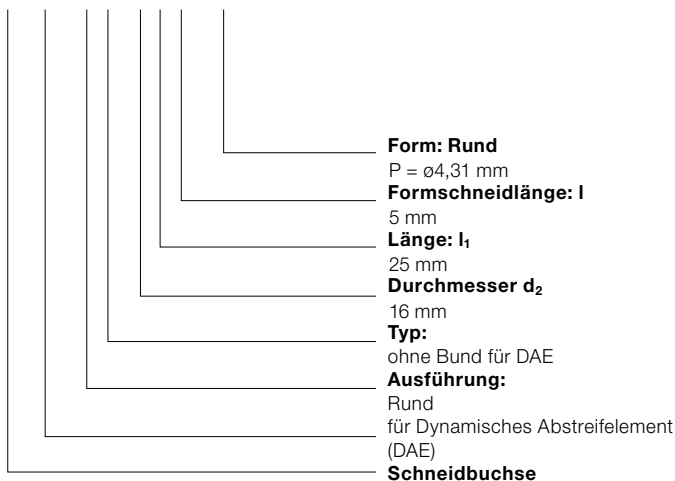 Form: Rund
P = ø4,31 mm
Formschneidlänge: l
5 mm
Länge: l₁
25 mm
Durchmesser d₂
16 mm
Typ:
ohne Bund für DAE
Ausführung:
Rund
für Dynamisches Abstreifelement
(DAE)
Schneidbuchse